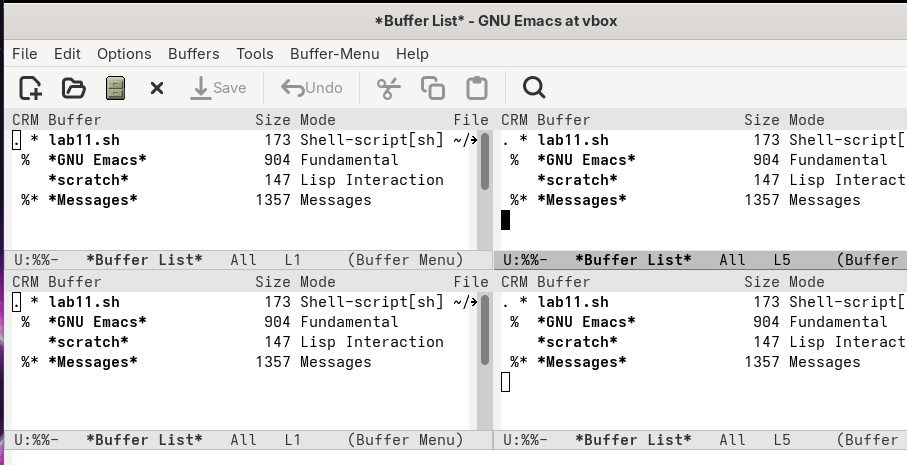 *Buffer List* - GNU Emacs at vbox
File Edit Options Buffers Tools Buffer-Menu Help
Save Undo
CRM Buffer Size Mode File
. * lab11.sh 173 Shell-script[sh] ~/
% *GNU Emacs* 904 Fundamental
*scratch* 147 Lisp Interaction
%* *Messages* 1357 Messages
U:%%- *Buffer List* All L1 (Buffer Menu)
CRM Buffer Size Mode
. * lab11.sh 173 Shell-script[
% *GNU Emacs* 904 Fundamental
*scratch* 147 Lisp Interact
%* *Messages* 1357 Messages
U:%%- *Buffer List* All L5 (Buffer
CRM Buffer Size Mode File
. * lab11.sh 173 Shell-script[sh] ~/
% *GNU Emacs* 904 Fundamental
*scratch* 147 Lisp Interaction
%* *Messages* 1357 Messages
U:%%- *Buffer List* All L1 (Buffer Menu)
CRM Buffer Size Mode
. * lab11.sh 173 Shell-script[
% *GNU Emacs* 904 Fundamental
*scratch* 147 Lisp Interact
%* *Messages* 1357 Messages
U:%%- *Buffer List* All L5 (Buffer